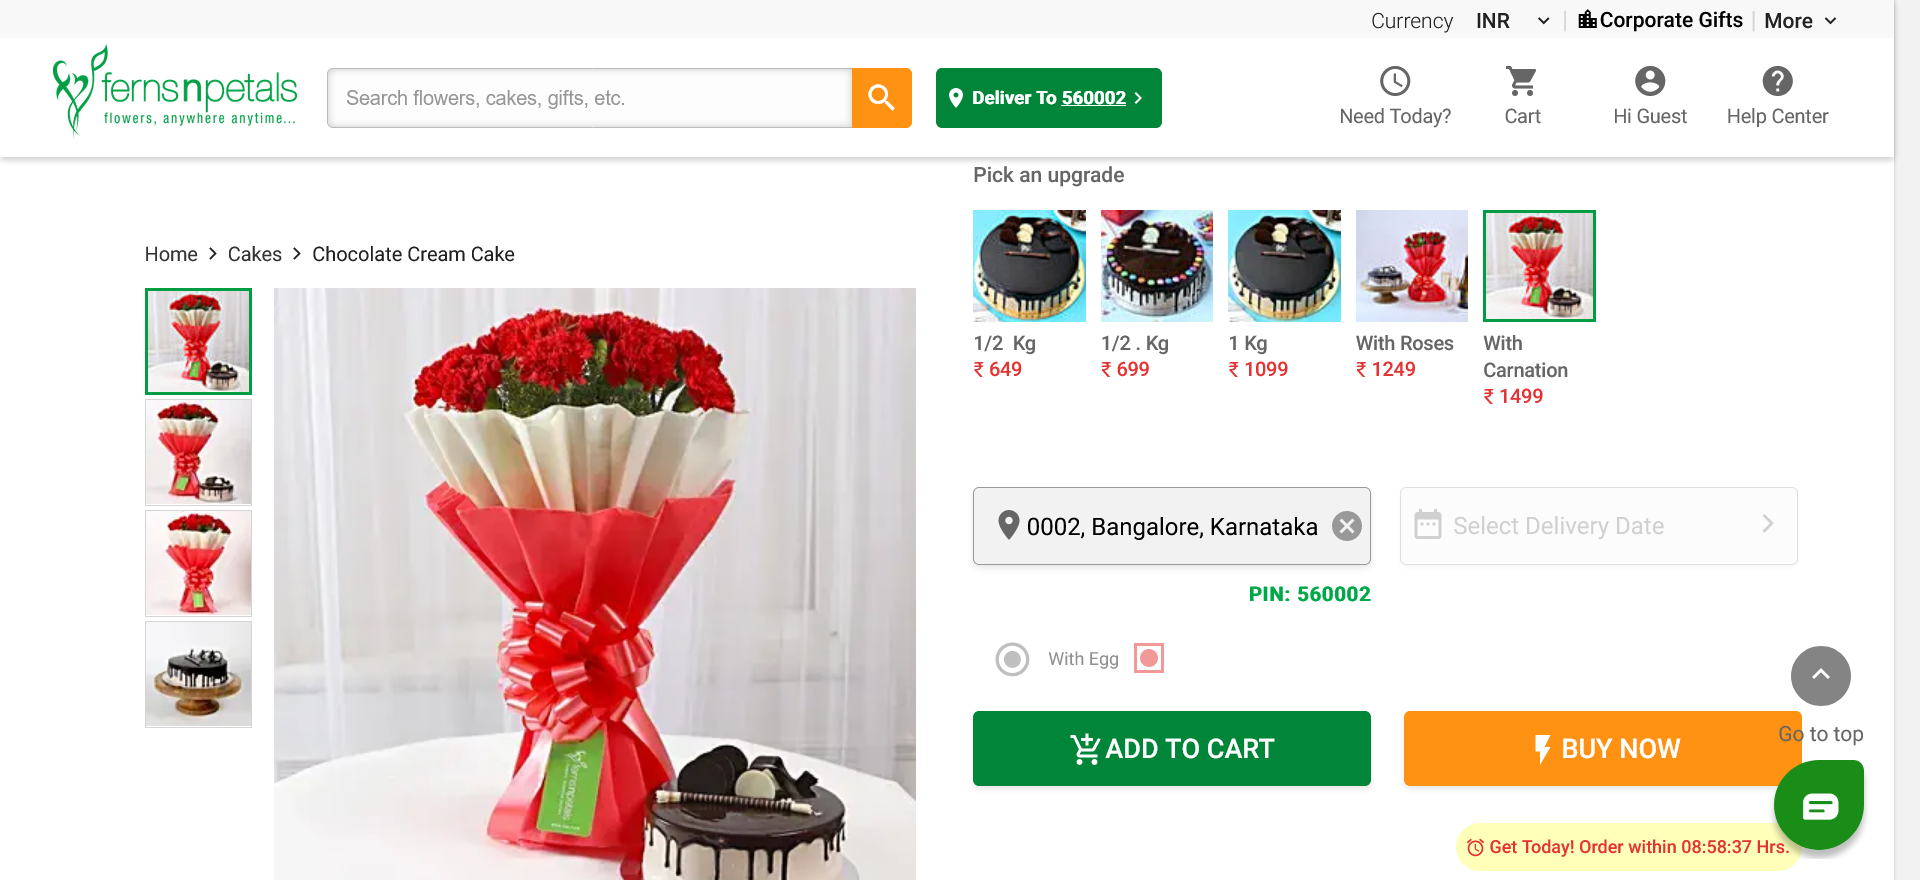 Currency INR Corporate Gifts More
fernsnpetals
flowers, anywhere anytime...
Search flowers, cakes, gifts, etc.
Deliver To 560002
Need Today?
Cart
Hi Guest
Help Center
Pick an upgrade
Home > Cakes > Chocolate Cream Cake
1/2 Kg
₹ 649
1/2 . Kg
₹ 699
1 Kg
₹ 1099
With Roses
₹ 1249
With
Carnation
₹ 1499
0002, Bangalore, Karnataka
Select Delivery Date
PIN: 560002
With Egg
ADD TO CART
BUY NOW
Go to top
Get Today! Order within 08:58:37 Hrs.
fernsnpetals